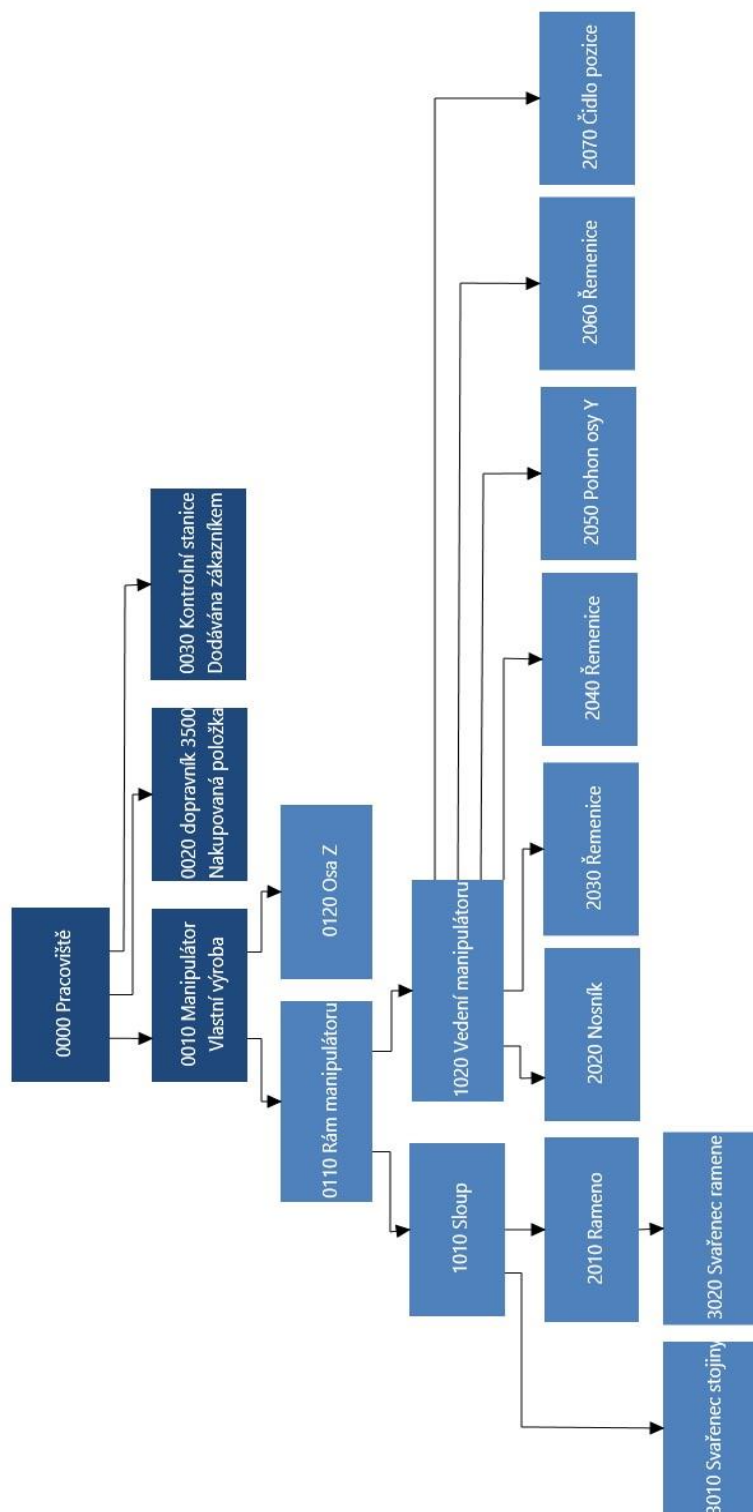 0000 Pracoviště
0010 Manipulátor
Vlastní výroba
0020 dopravník 3500
Nakupovaná položka
0030 Kontrolní stanice
Dodávána zákazníkem
0110 Rám manipulátoru
0120 Osa Z
1010 Sloup
1020 Vedení manipulátoru
2010 Rameno
2020 Nosník
2030 Řemenice
2040 Řemenice
2050 Pohon osy Y
2060 Řemenice
2070 Čidlo pozice
3010 Svařenec stojiny
3020 Svařenec ramene